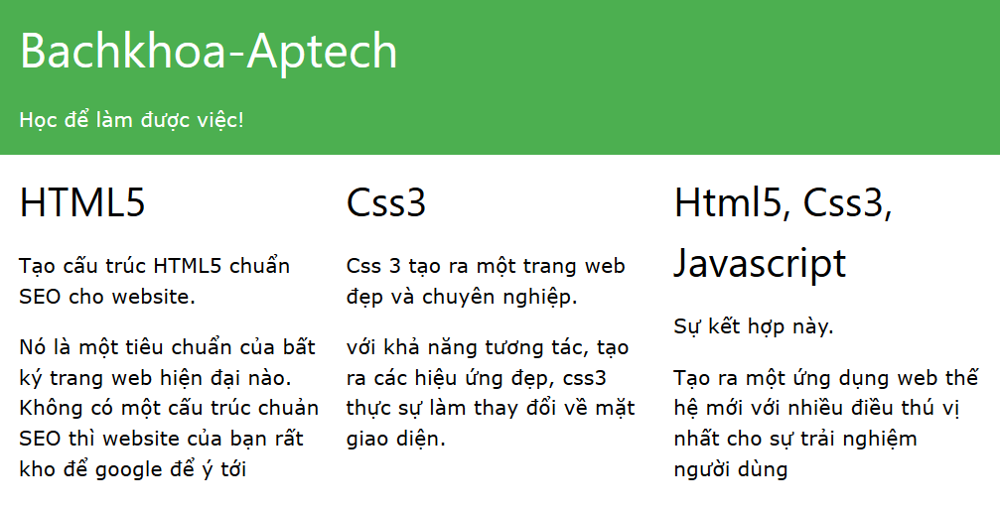 Bachkhoa-Aptech
Học để làm được việc!
HTML5
Tạo cấu trúc HTML5 chuẩn
SEO cho website.
Nó là một tiêu chuẩn của bất
ký trang web hiện đại nào.
Không có một cấu trúc chuản
SEO thì website của bạn rất
kho để google để ý tới
Css3
Css 3 tạo ra một trang web
đẹp và chuyên nghiệp.
với khả năng tương tác, tạo
ra các hiệu ứng đẹp, css3
thực sự làm thay đổi về mặt
giao diện.
Html5, Css3,
Javascript
Sự kết hợp này.
Tạo ra một ứng dụng web thế
hệ mới với nhiều điều thú vị
nhất cho sự trải nghiệm
người dùng